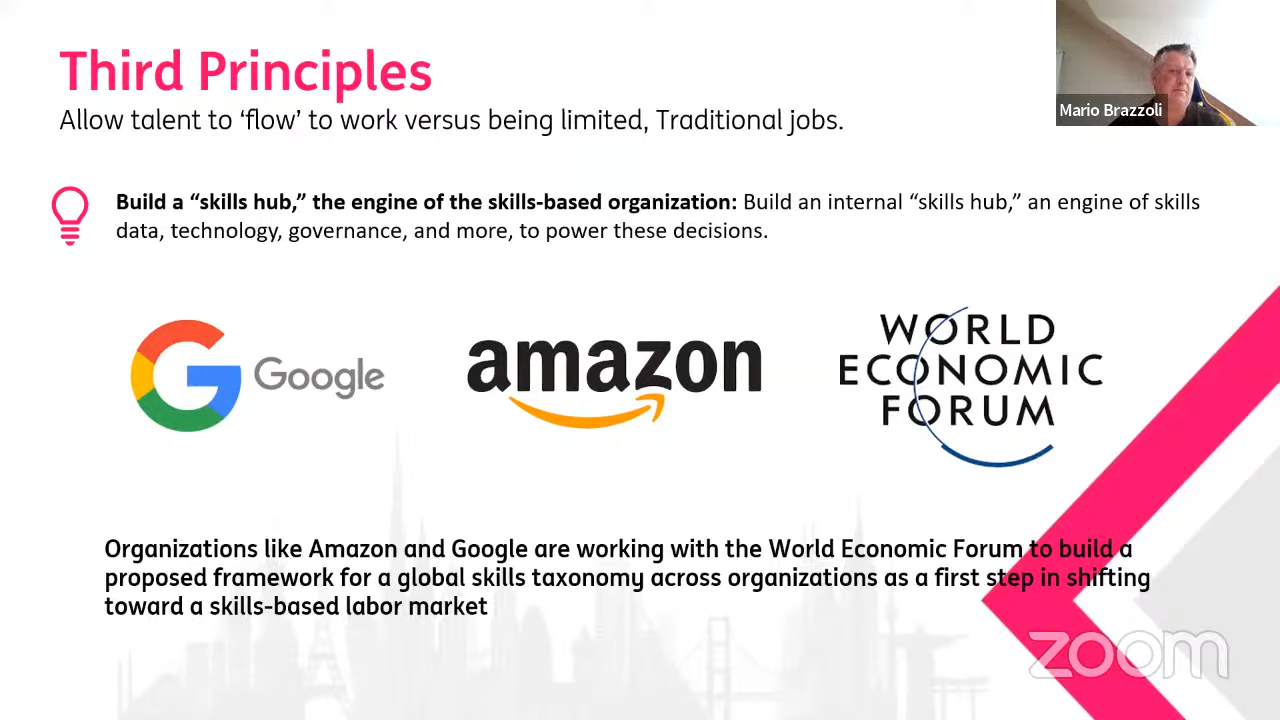 Third Principles
Allow talent to ‘flow’ to work versus being limited, Traditional jobs.
Mario Brazzoli
Build a “skills hub,” the engine of the skills-based organization: Build an internal “skills hub,” an engine of skills
data, technology, governance, and more, to power these decisions.
Google
amazon
WORLD
ECONOMIC
FORUM
Organizations like Amazon and Google are working with the World Economic Forum to build a
proposed framework for a global skills taxonomy across organizations as a first step in shifting
toward a skills-based labor market
zoom